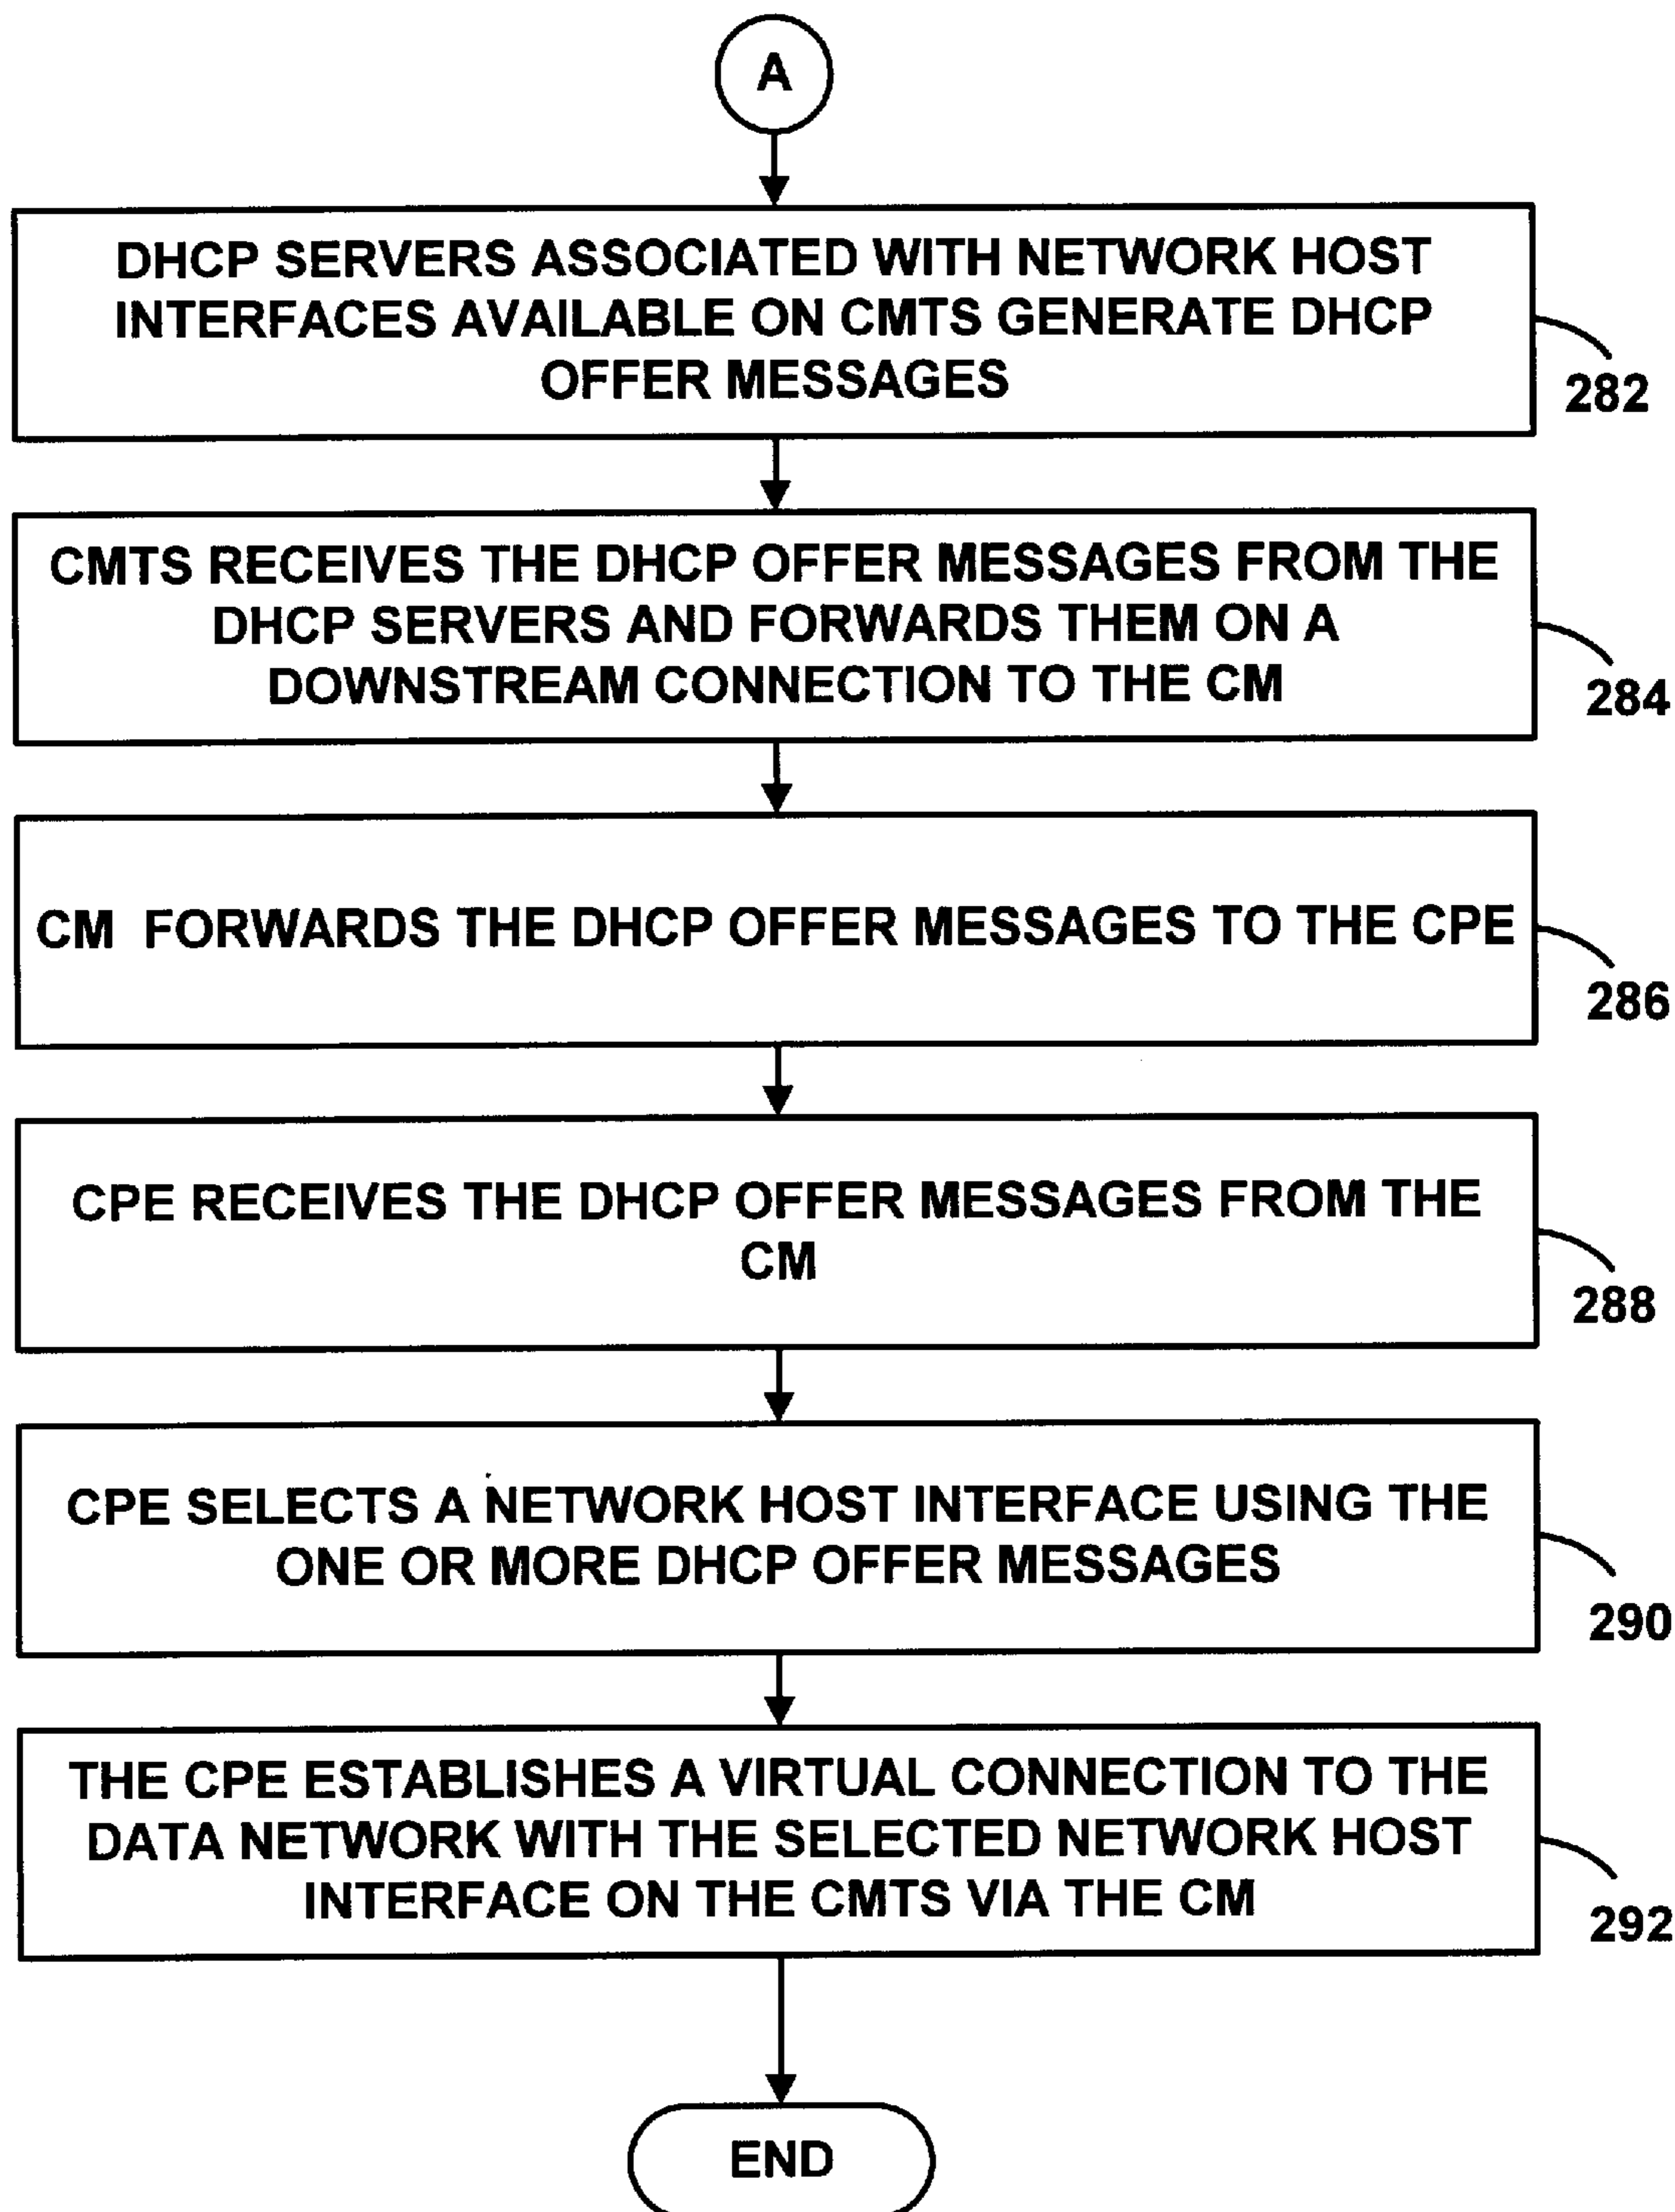 A
DHCP SERVERS ASSOCIATED WITH NETWORK HOST
INTERFACES AVAILABLE ON CMTS GENERATE DHCP
OFFER MESSAGES
282
CMTS RECEIVES THE DHCP OFFER MESSAGES FROM THE
DHCP SERVERS AND FORWARDS THEM ON A
DOWNSTREAM CONNECTION TO THE CM
284
CM FORWARDS THE DHCP OFFER MESSAGES TO THE CPE
286
CPE RECEIVES THE DHCP OFFER MESSAGES FROM THE
CM
288
CPE SELECTS A NETWORK HOST INTERFACE USING THE
ONE OR MORE DHCP OFFER MESSAGES
290
THE CPE ESTABLISHES A VIRTUAL CONNECTION TO THE
DATA NETWORK WITH THE SELECTED NETWORK HOST
INTERFACE ON THE CMTS VIA THE CM
292
END